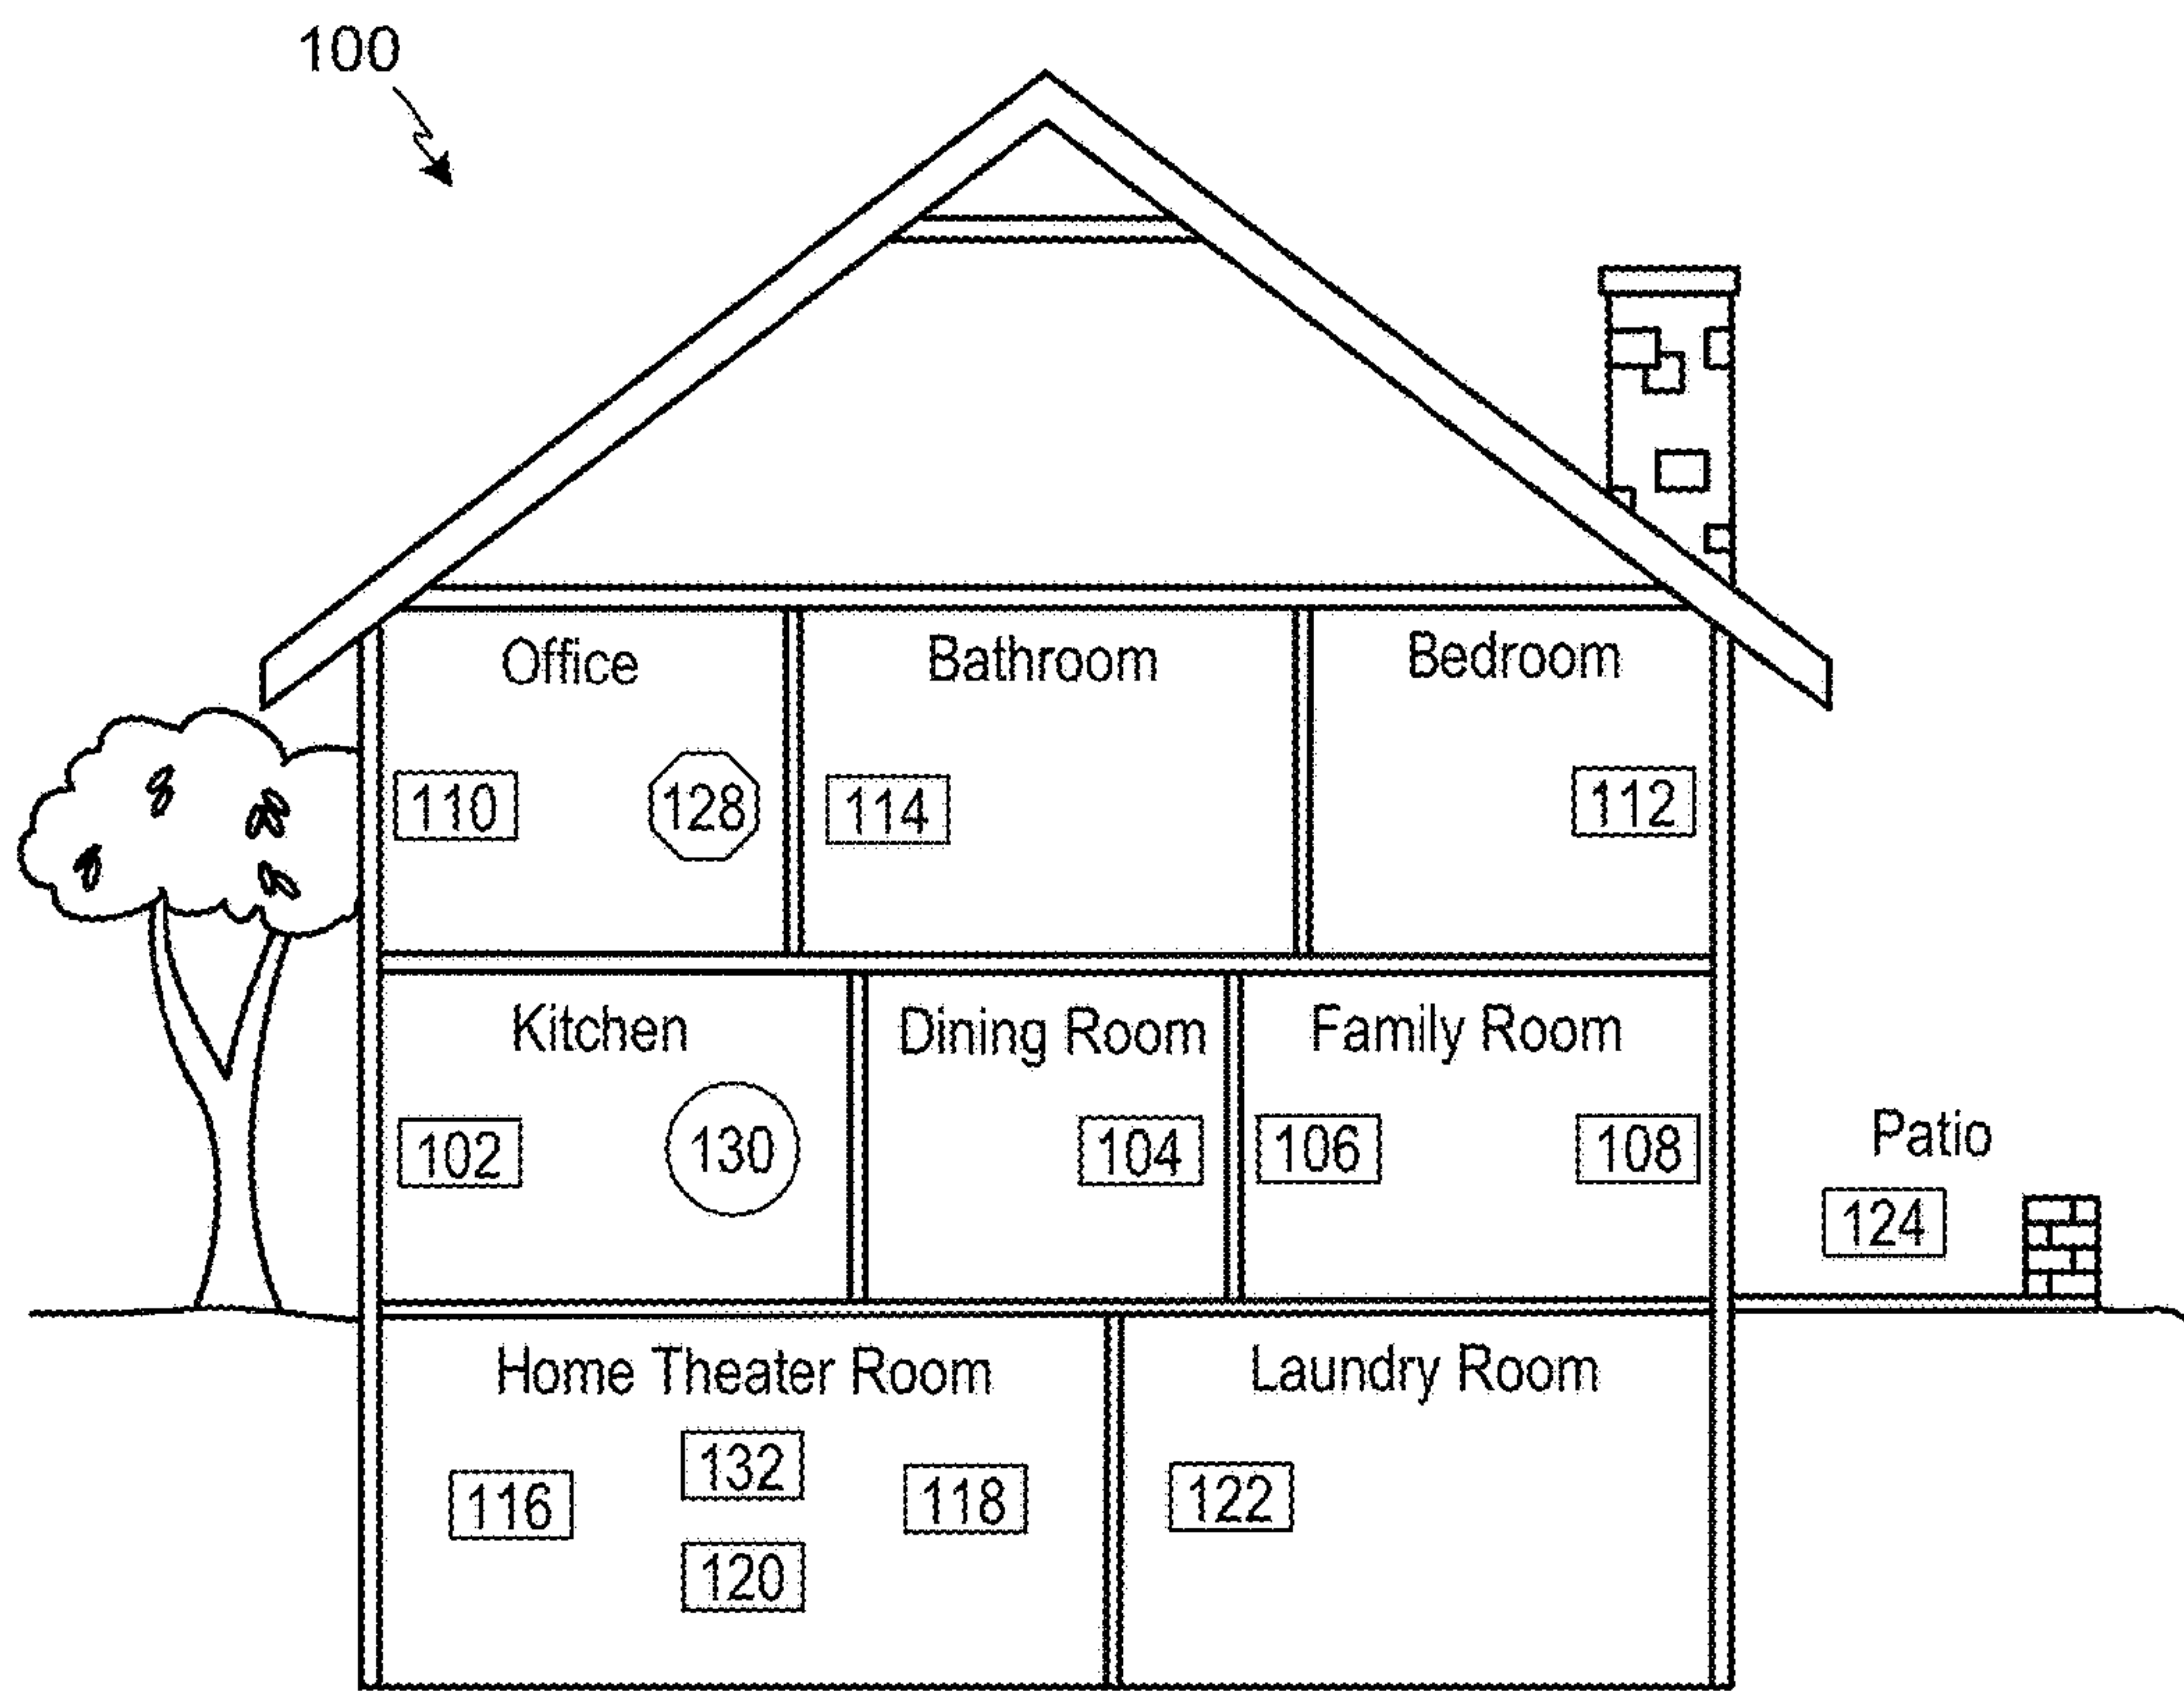 100
Office
Bathroom
Bedroom
110
128
114
112
Kitchen
Dining Room
Family Room
102
130
104
106
108
Patio
124
Home Theater Room
Laundry Room
116
132
118
122
120